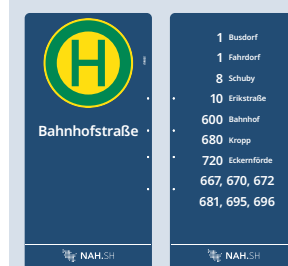 H
Bahnhofstraße
NAH.SH
1 Busdorf
1 Fahrdorf
8 Schuby
10 Erikstraße
600 Bahnhof
680 Kropp
720 Eckernförde
667, 670, 672
681, 695, 696
NAH.SH